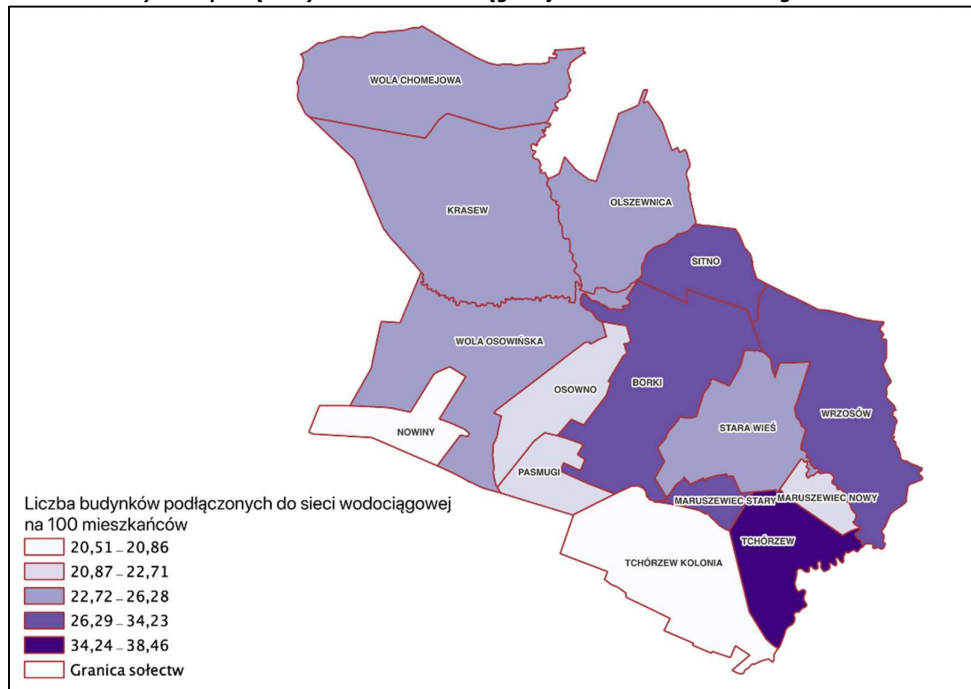 WOLA CHOMEJOWA
OLSZEWNICA
KRASEW
SITNO
WOLA OSOWIŃSKA
OSOWNO
BORKI
WRZOSÓW
NOWINY
STARA WIEŚ
PASMUGI
MARUSZEWIEC STARY
MARUSZEWIEC NOWY
TCHÓRZEW
TCHÓRZEW KOLONIA
Liczba budynków podłączonych do sieci wodociągowej
na 100 mieszkańców
20,51 – 20,86
20,87 – 22,71
22,72 – 26,28
26,29 – 34,23
34,24 – 38,46
Granica sołectw